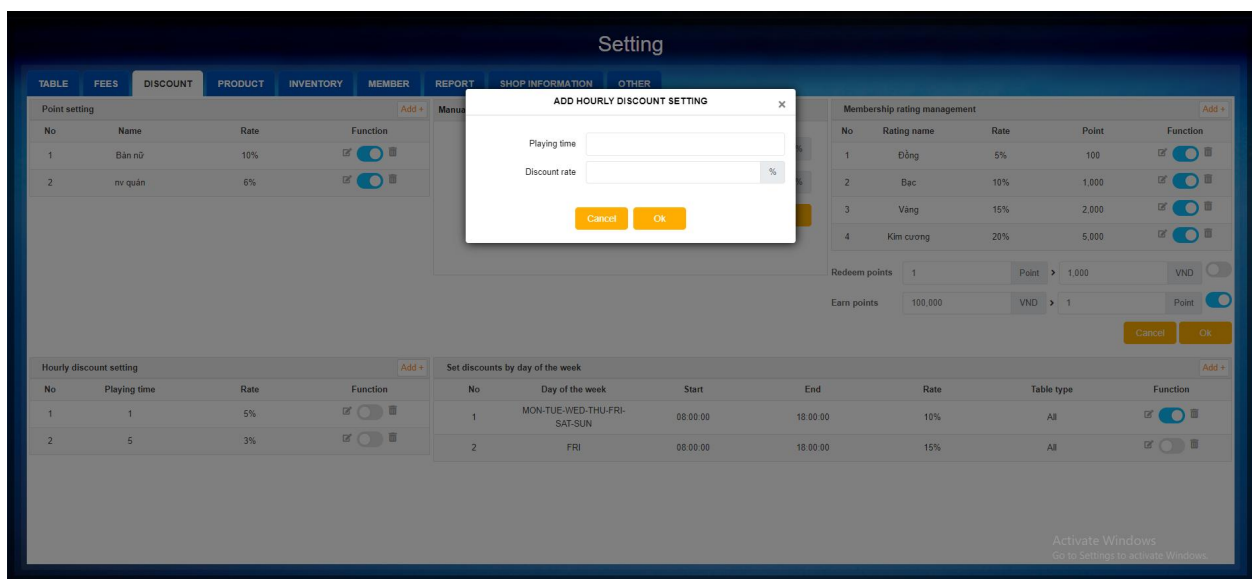 Setting
TABLE FEES DISCOUNT PRODUCT INVENTORY MEMBER REPORT SHOP INFORMATION OTHER
Point setting Add +
No Name Rate Function
1 Bàn nữ 10%
2 nv quán 6%
Manua
ADD HOURLY DISCOUNT SETTING ×
Playing time
Discount rate %
Cancel Ok
%
%
Membership rating management Add +
No Rating name Rate Point Function
1 Đồng 5% 100
2 Bạc 10% 1,000
3 Vàng 15% 2,000
4 Kim cương 20% 5,000
Redeem points 1 Point > 1,000 VND
Earn points 100,000 VND > 1 Point
Cancel Ok
Hourly discount setting Add +
No Playing time Rate Function
1 1 5%
2 5 3%
Set discounts by day of the week Add +
No Day of the week Start End Rate Table type Function
1 MON-TUE-WED-THU-FRI-
SAT-SUN 08:00:00 18:00:00 10% All
2 FRI 08:00:00 18:00:00 15% All
Activate Windows
Go to Settings to activate Windows.